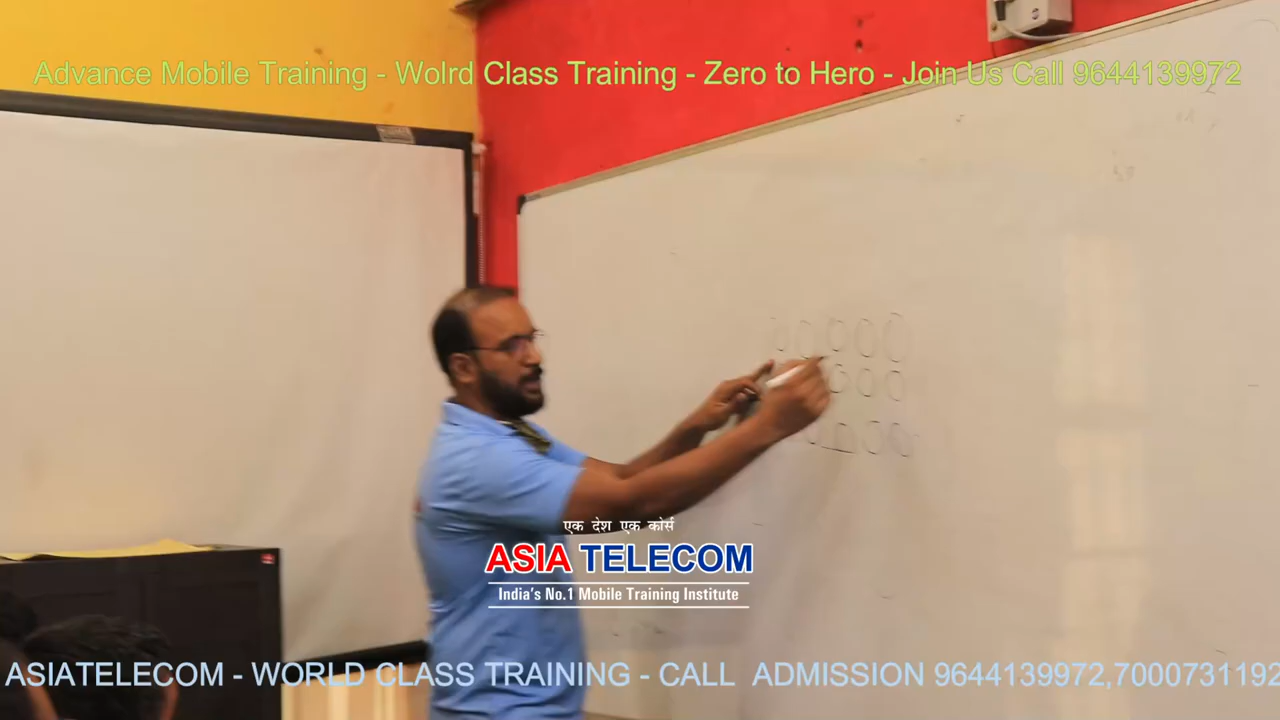 Advance Mobile Training - Wolrd Class Training - Zero to Hero - Join Us Call 9644139972
एक देश एक कोर्स
ASIA TELECOM
India's No.1 Mobile Training Institute
ASIATELECOM - WORLD CLASS TRAINING - CALL ADMISSION 9644139972,7000731192